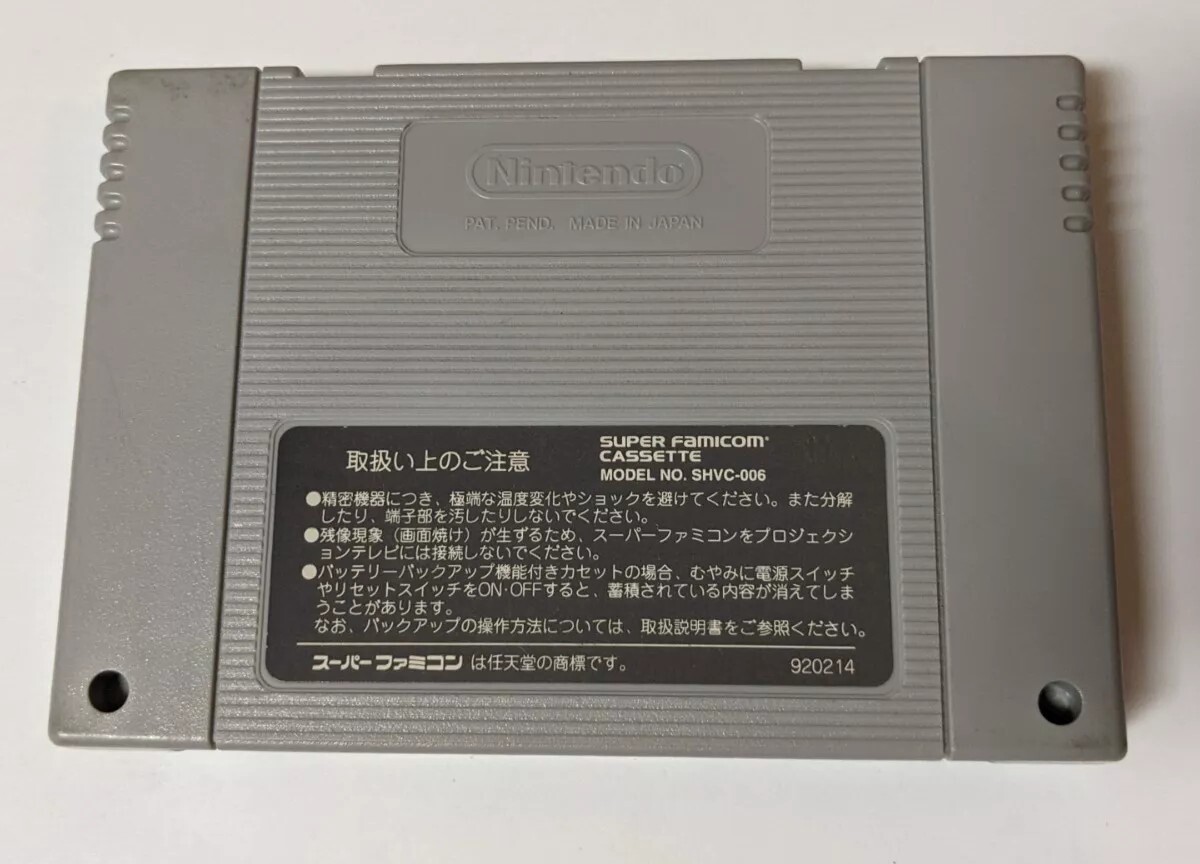 Nintendo
PAT. PEND. MADE IN JAPAN
取扱い上のご注意
SUPER FAMICOM
CASSETTE
MODEL NO. SHVC-006
●精密機器につき、極端な温度変化やショックを避けてください。また分解
したり、端子部を汚したりしないでください。
●残像現象（画面焼け）が生ずるため、スーパーファミコンをプロジェクシ
ョンテレビには接続しないでください。
●バッテリーバックアップ機能付きカセットの場合、むやみに電源スイッチ
やリセットスイッチをON·OFFすると、蓄積されている内容が消えてしま
うことがあります。
なお、バックアップの操作方法については、取扱説明書をご参照ください。
スーパーファミコン は任天堂の商標です。
920214